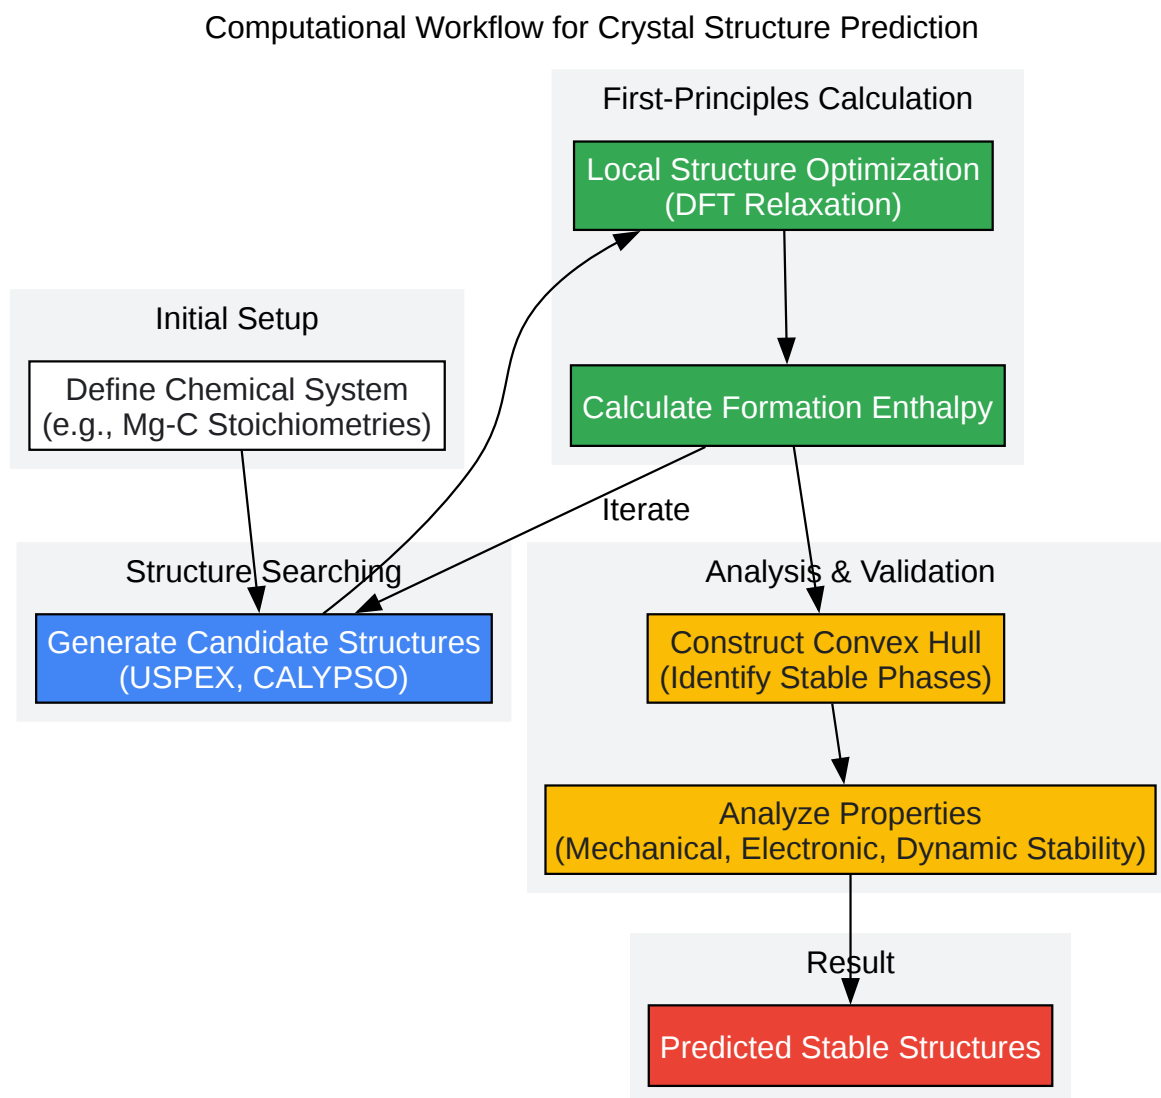 Computational Workflow for Crystal Structure Prediction
First-Principles Calculation
Local Structure Optimization
(DFT Relaxation)
Initial Setup
Define Chemical System
(e.g., Mg-C Stoichiometries)
Calculate Formation Enthalpy
Iterate
Structure Searching
Generate Candidate Structures
(USPEX, CALYPSO)
Analysis & Validation
Construct Convex Hull
(Identify Stable Phases)
Analyze Properties
(Mechanical, Electronic, Dynamic Stability)
Result
Predicted Stable Structures